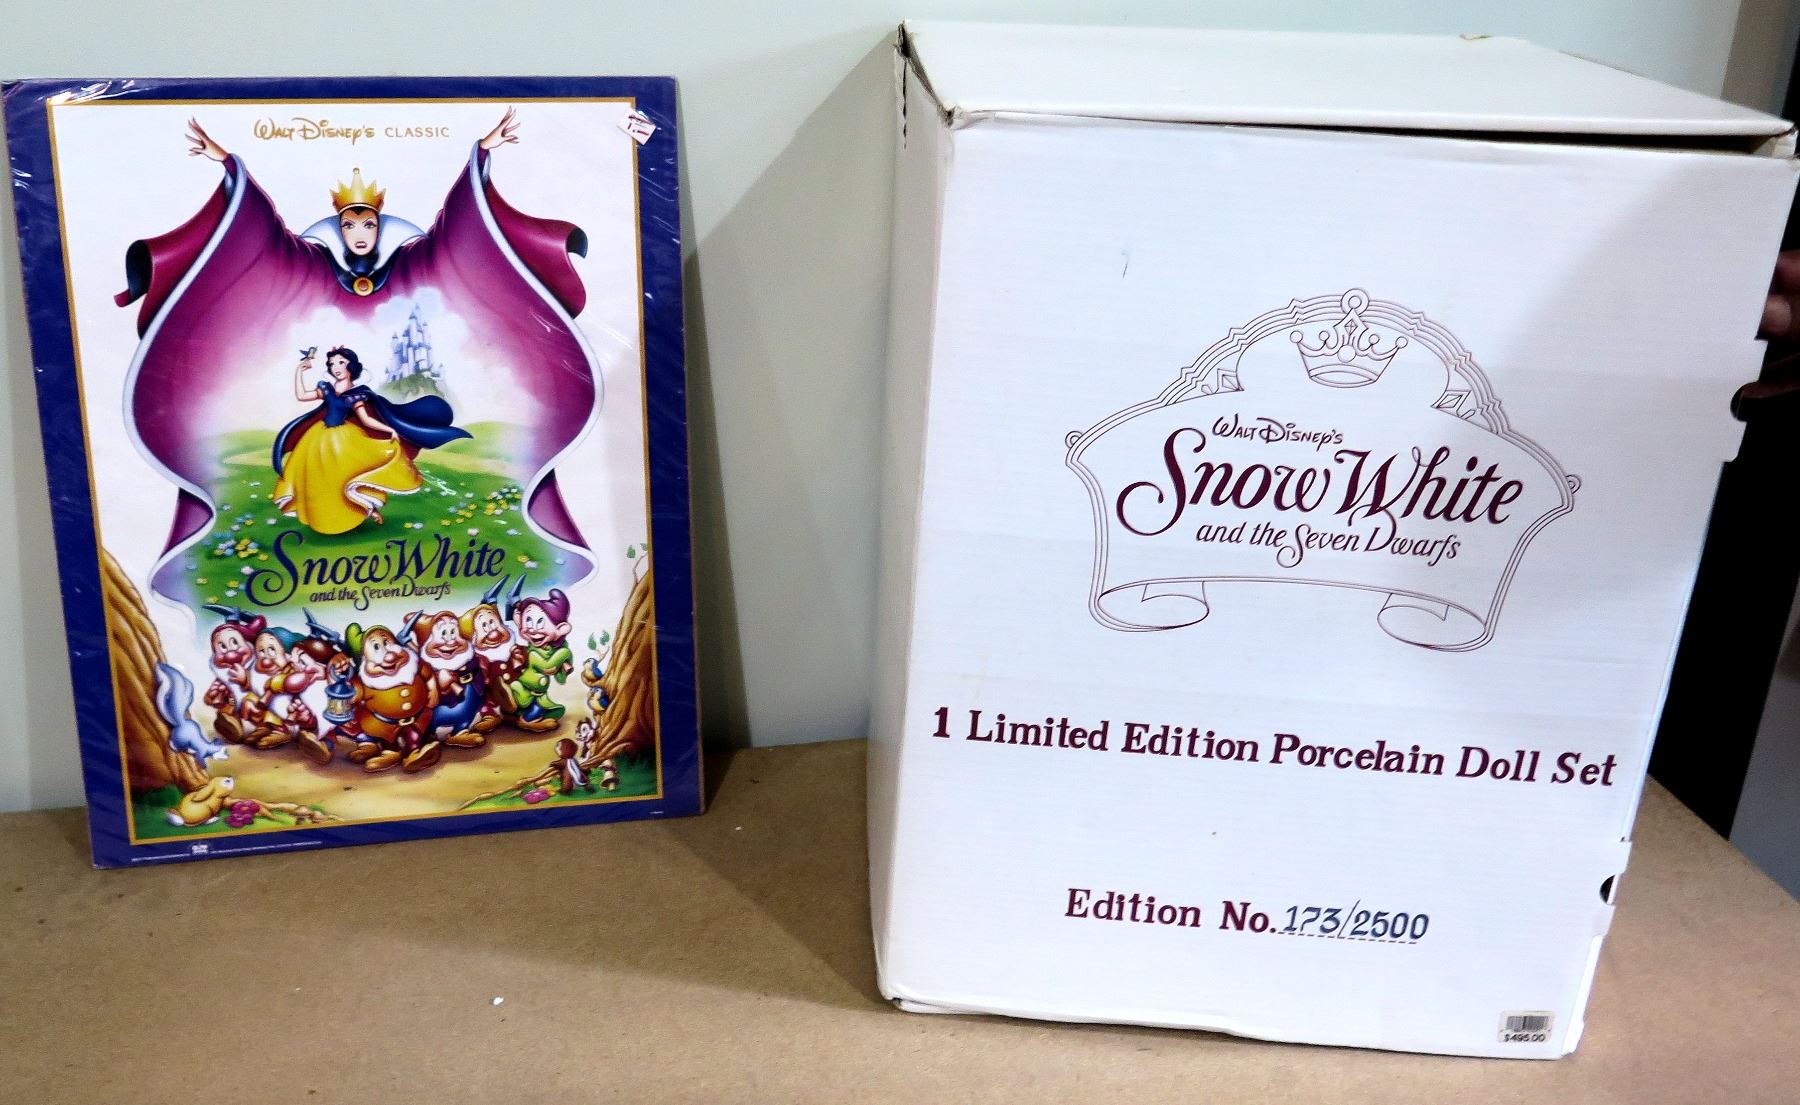 WALT DISNEY'S CLASSIC
Snow White
and the Seven Dwarfs
WALT DISNEY'S
Snow White
and the Seven Dwarfs
1 Limited Edition Porcelain Doll Set
Edition No. 173/2500
$495.00